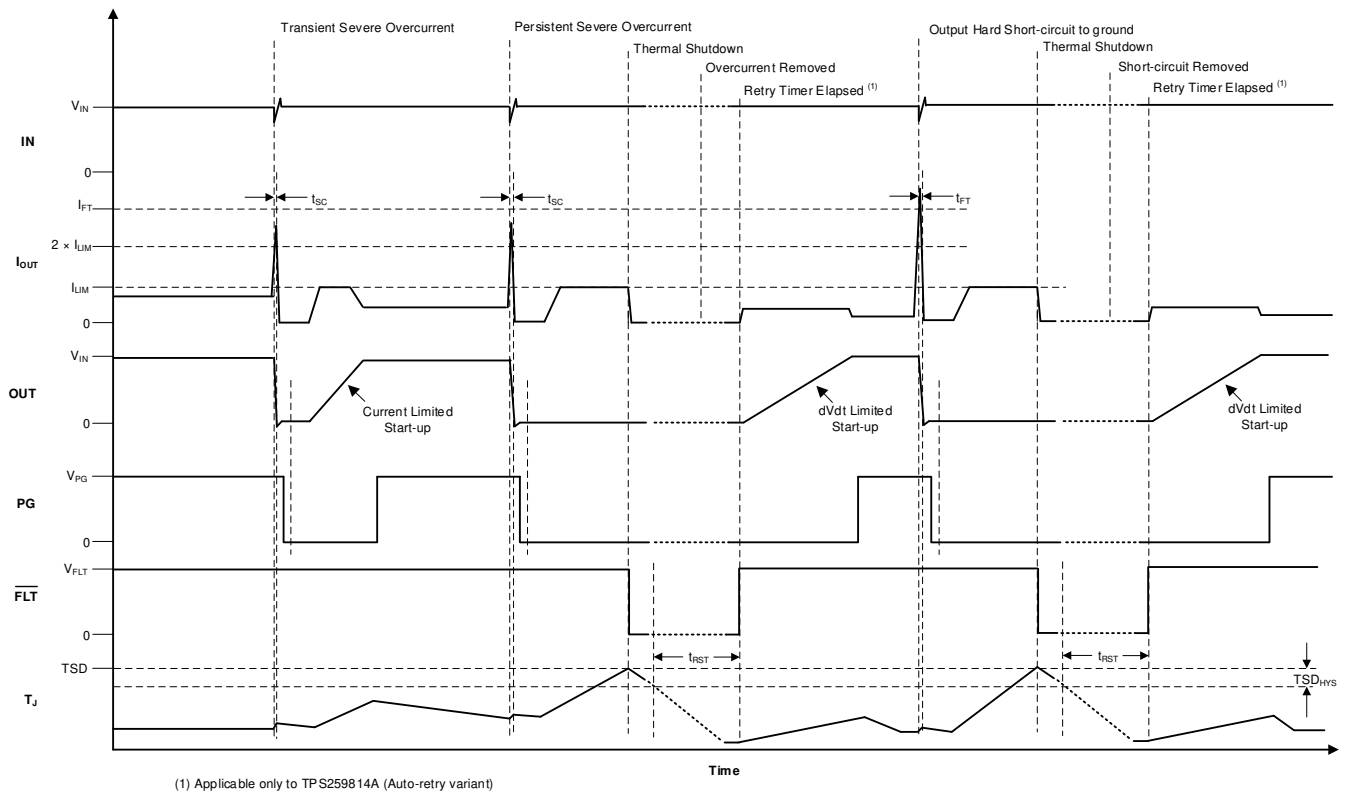 Transient Severe Overcurrent
Persistent Severe Overcurrent
Thermal Shutdown
Overcurrent Removed
Retry Timer Elapsed (1)
Output Hard Short-circuit to ground
Thermal Shutdown
Short-circuit Removed
Retry Timer Elapsed (1)
IN
VIN
0
IOUT
IFT
2 × ILIM
ILIM
0
tSC
tSC
tFT
OUT
VIN
0
Current Limited
Start-up
dVdt Limited
Start-up
dVdt Limited
Start-up
PG
VPG
0
FLT
VFLT
0
tRST
tRST
TJ
TSD
TSDHYS
Time
(1) Applicable only to TPS259814A (Auto-retry variant)